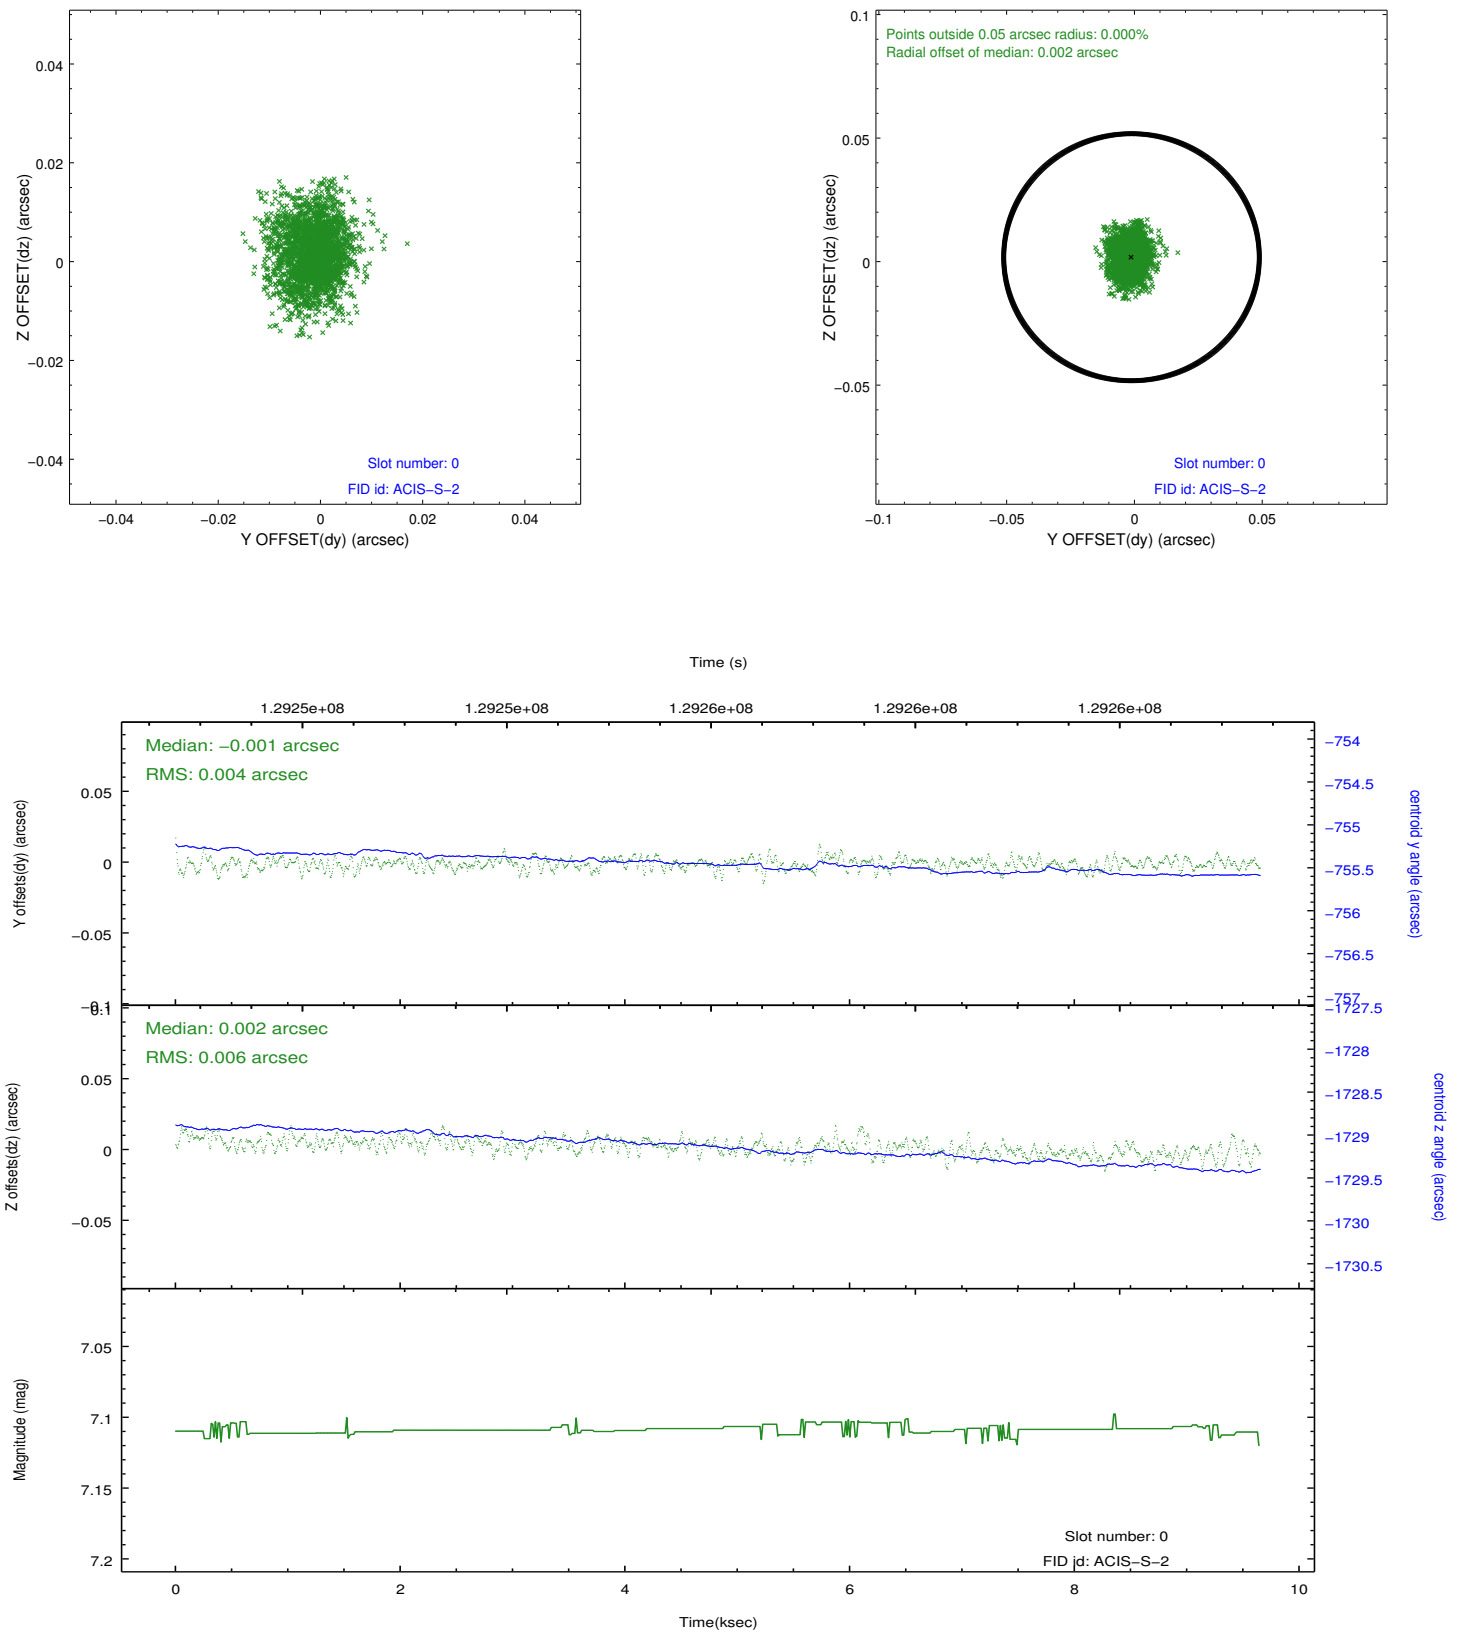 0.04
0.02
0
−0.02
−0.04
Z OFFSET(dz) (arcsec)
Slot number: 0
FID id: ACIS−S−2
−0.04
−0.02
0
0.02
0.04
Y OFFSET(dy) (arcsec)
0.1
0.05
0
−0.05
Z OFFSET(dz) (arcsec)
Points outside 0.05 arcsec radius: 0.000%
Radial offset of median: 0.002 arcsec
Slot number: 0
FID id: ACIS−S−2
−0.1
−0.05
0
0.05
Y OFFSET(dy) (arcsec)
Time (s)
1.2925e+08
1.2925e+08
1.2926e+08
1.2926e+08
1.2926e+08
Median: −0.001 arcsec
RMS: 0.004 arcsec
0.05
0
−0.05
−0.1
Y offsets(dy) (arcsec)
−754
−754.5
−755
−755.5
−756
−756.5
−757
centroid y angle (arcsec)
Median: 0.002 arcsec
RMS: 0.006 arcsec
0.1
0.05
0
−0.05
Z offsets(dz) (arcsec)
−1727.5
−1728
−1728.5
−1729
−1729.5
−1730
−1730.5
centroid z angle (arcsec)
7.05
7.1
7.15
7.2
Magnitude (mag)
Slot number: 0
FID id: ACIS−S−2
0
2
4
6
8
10
Time(ksec)